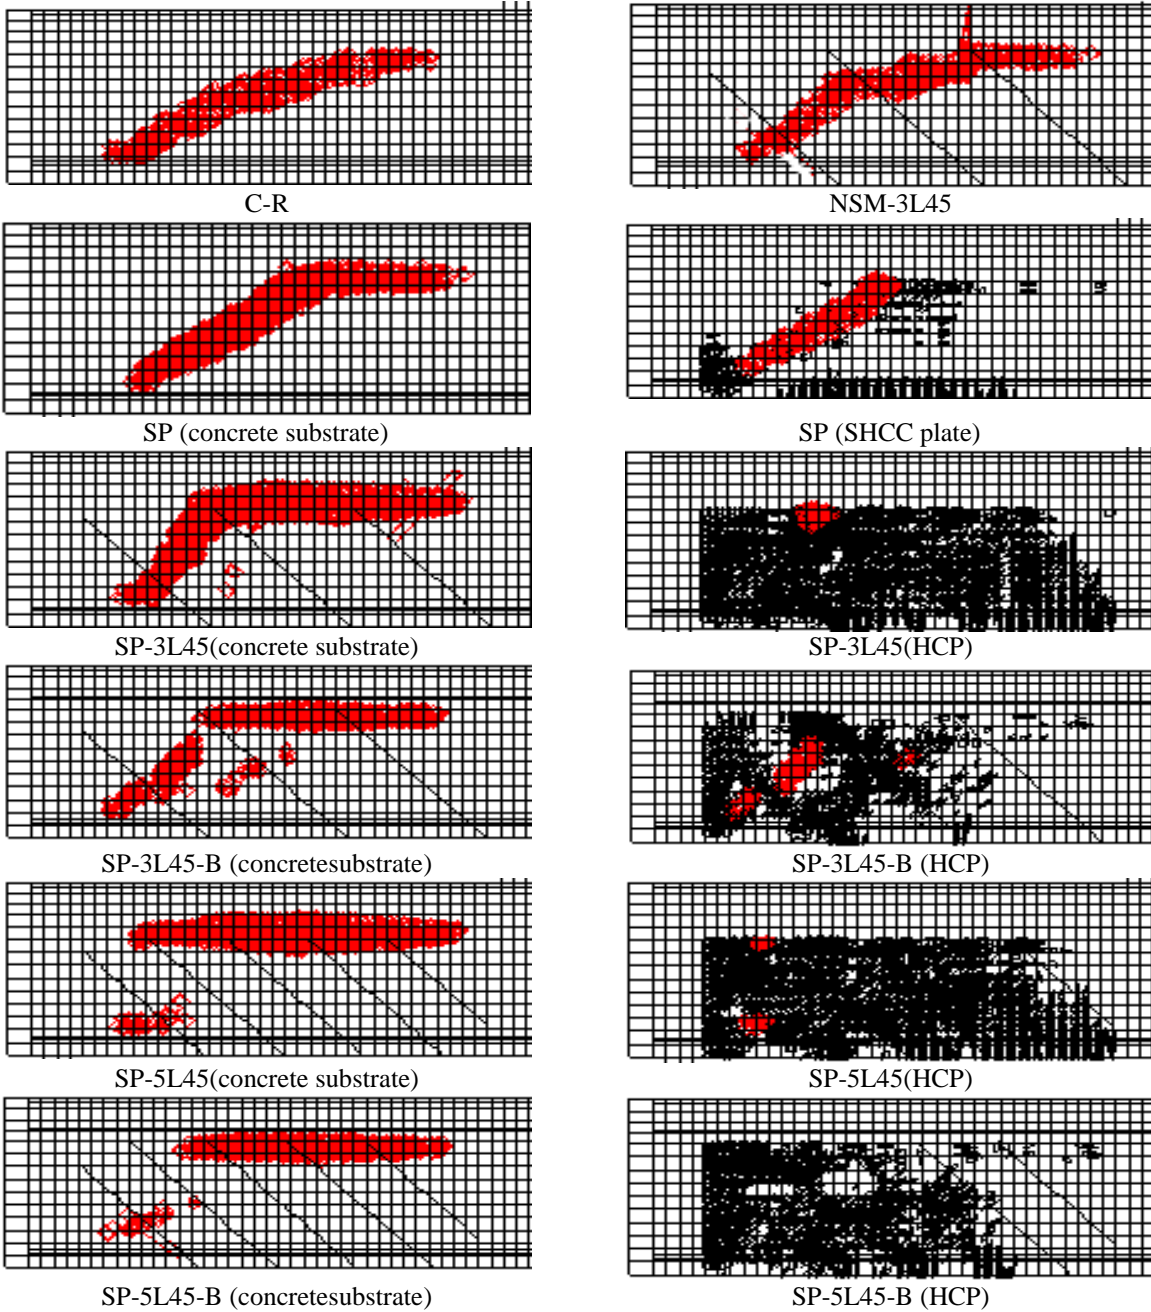 C-R
NSM-3L45
SP (concrete substrate)
SP (SHCC plate)
SP-3L45(concrete substrate)
SP-3L45(HCP)
SP-3L45-B (concretesubstrate)
SP-3L45-B (HCP)
SP-5L45(concrete substrate)
SP-5L45(HCP)
SP-5L45-B (concretesubstrate)
SP-5L45-B (HCP)